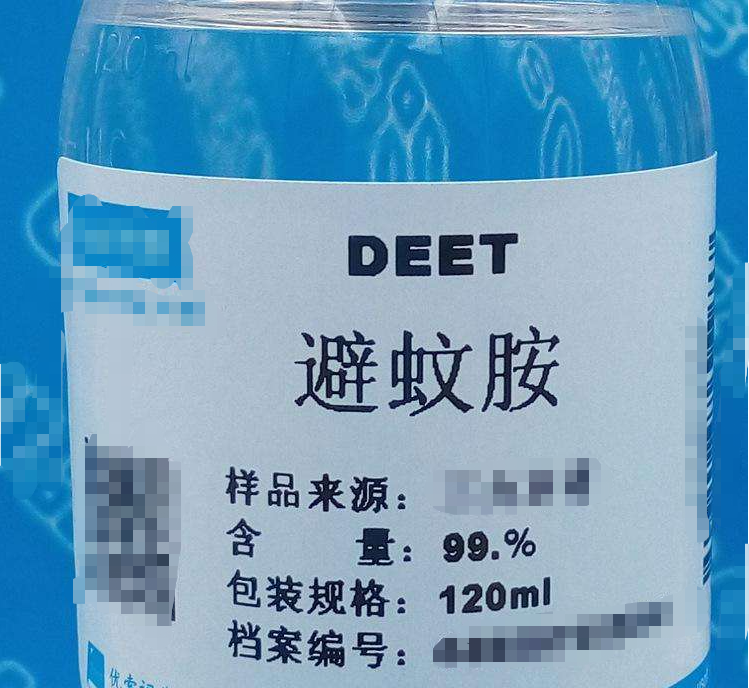 DEET
避蚊胺
样品来源：
含 量：99.%
包装规格：120ml
档案编号：